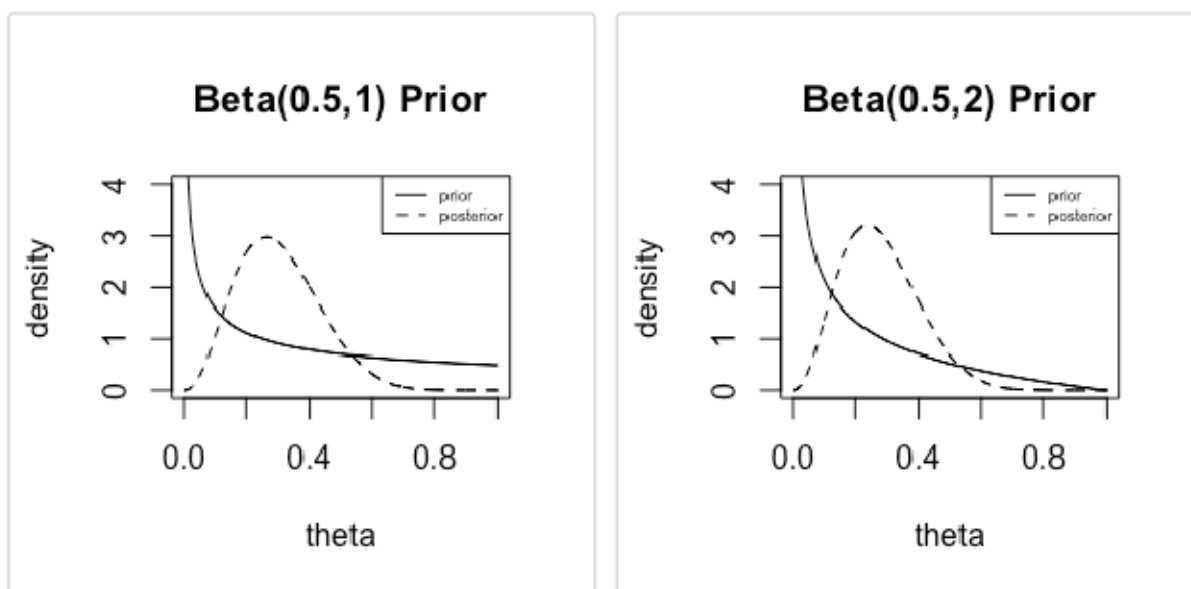 Beta(0.5,1) Prior
4
3
2
1
0
density
prior
posterior
0.0 0.4 0.8
theta
Beta(0.5,2) Prior
4
3
2
1
0
density
prior
posterior
0.0 0.4 0.8
theta